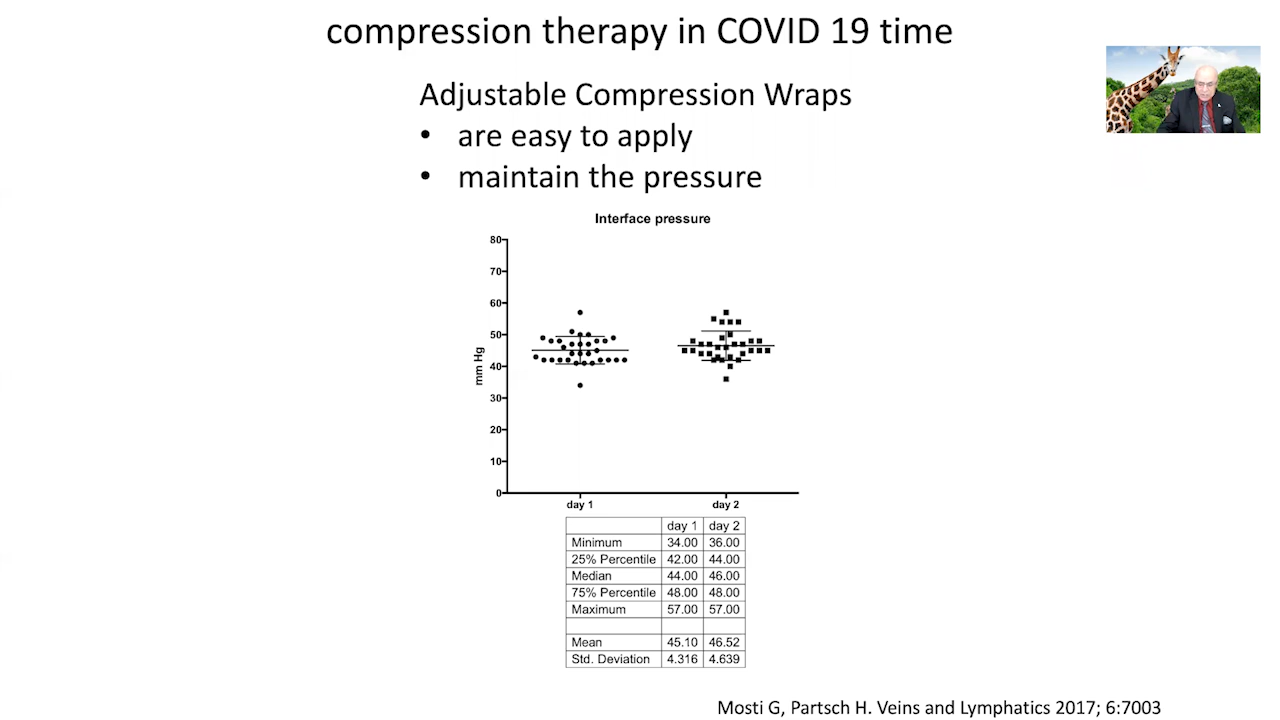 compression therapy in COVID 19 time
Adjustable Compression Wraps
• are easy to apply
• maintain the pressure
Interface pressure
80
70
60
50
40
30
20
10
0
mm Hg
day 1 day 2
day 1 day 2
Minimum 34.00 36.00
25% Percentile 42.00 44.00
Median 44.00 46.00
75% Percentile 48.00 48.00
Maximum 57.00 57.00
Mean 45.10 46.52
Std. Deviation 4.316 4.639
Mosti G, Partsch H. Veins and Lymphatics 2017; 6:7003